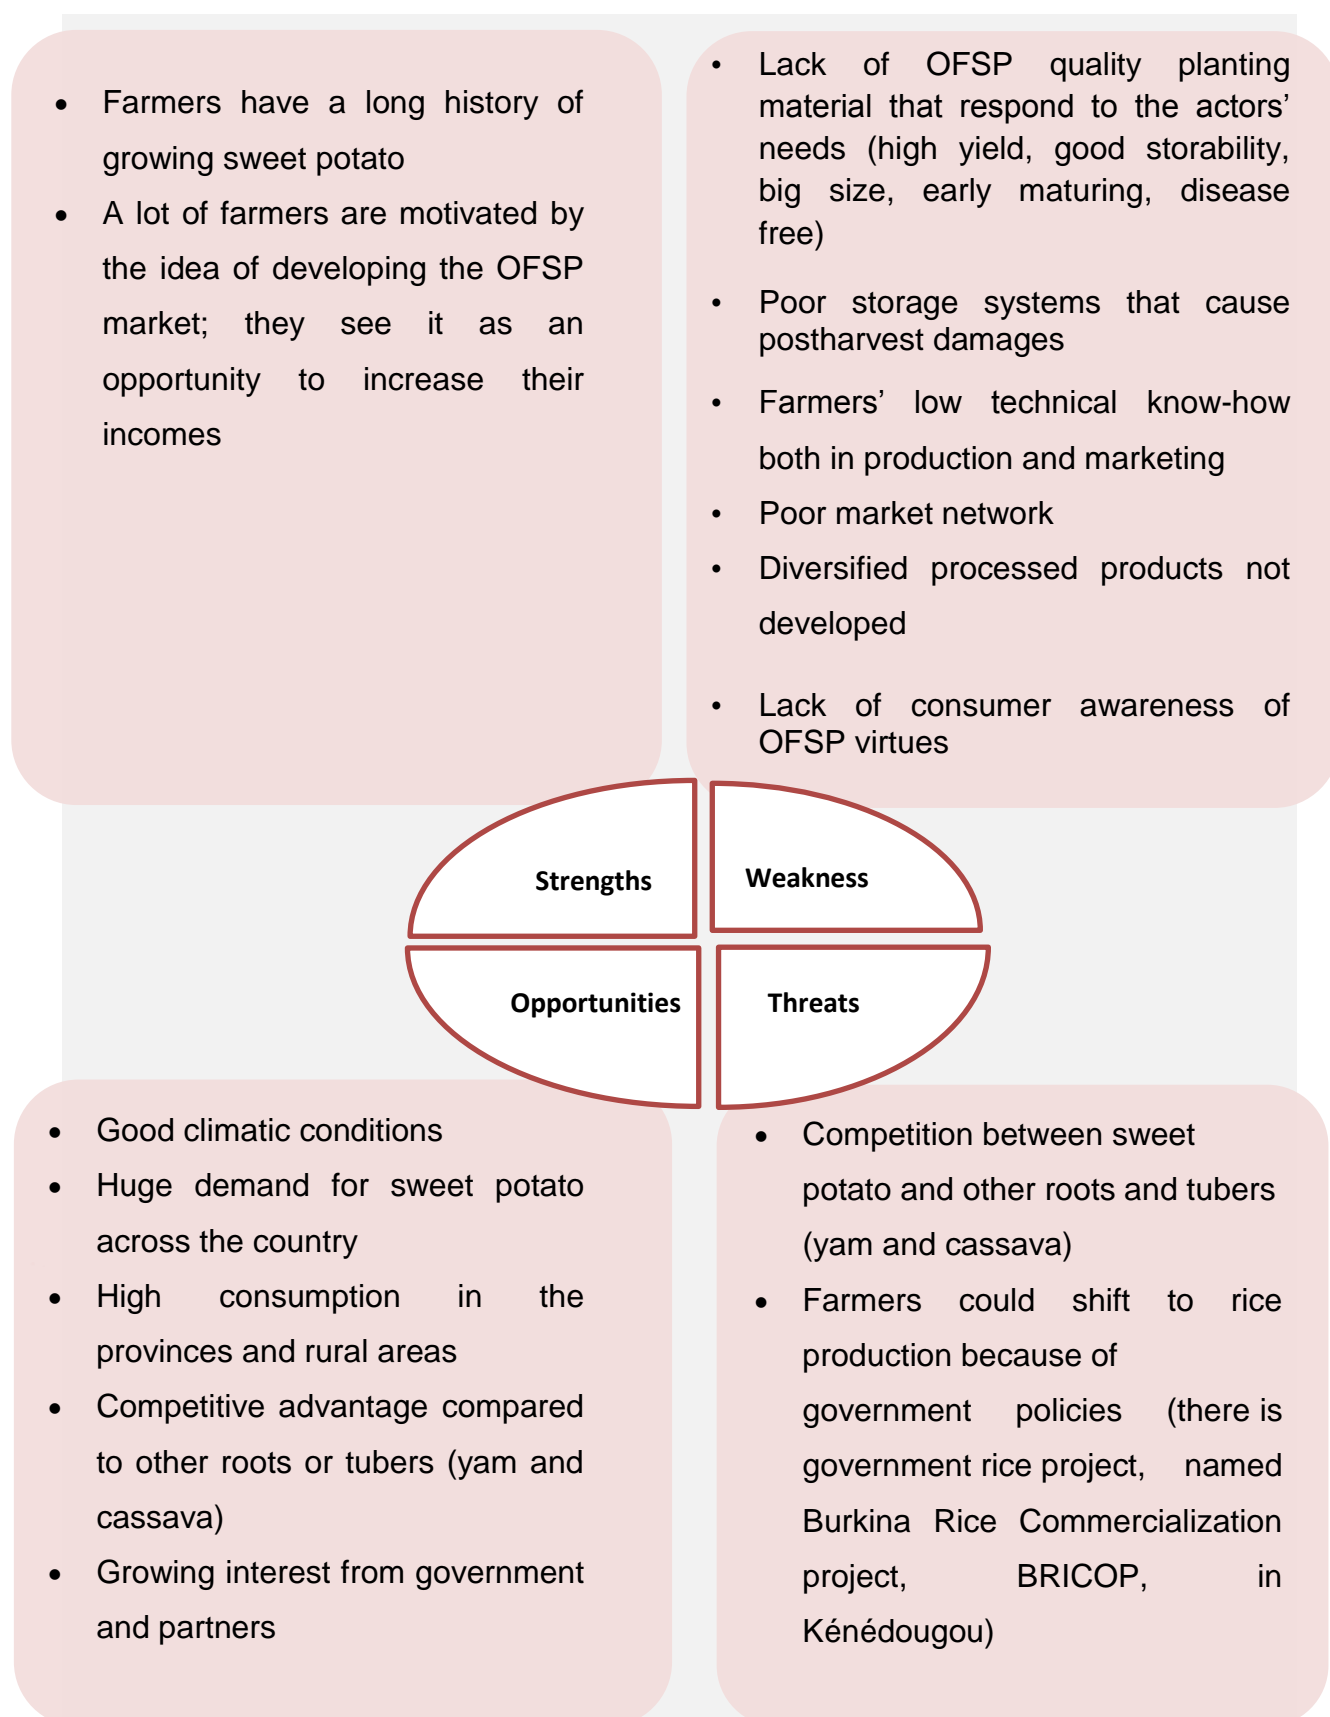 • Farmers have a long history of
growing sweet potato
• A lot of farmers are motivated by
the idea of developing the OFSP
market; they see it as an
opportunity to increase their
incomes
• Lack of OFSP quality planting
material that respond to the actors’
needs (high yield, good storability,
big size, early maturing, disease
free)
• Poor storage systems that cause
postharvest damages
• Farmers’ low technical know-how
both in production and marketing
• Poor market network
• Diversified processed products not
developed
• Lack of consumer awareness of
OFSP virtues
Strengths
Weakness
Opportunities
Threats
• Good climatic conditions
• Huge demand for sweet potato
across the country
• High consumption in the
provinces and rural areas
• Competitive advantage compared
to other roots or tubers (yam and
cassava)
• Growing interest from government
and partners
• Competition between sweet
potato and other roots and tubers
(yam and cassava)
• Farmers could shift to rice
production because of
government policies (there is
government rice project, named
Burkina Rice Commercialization
project, BRICOP, in
Kénédougou)